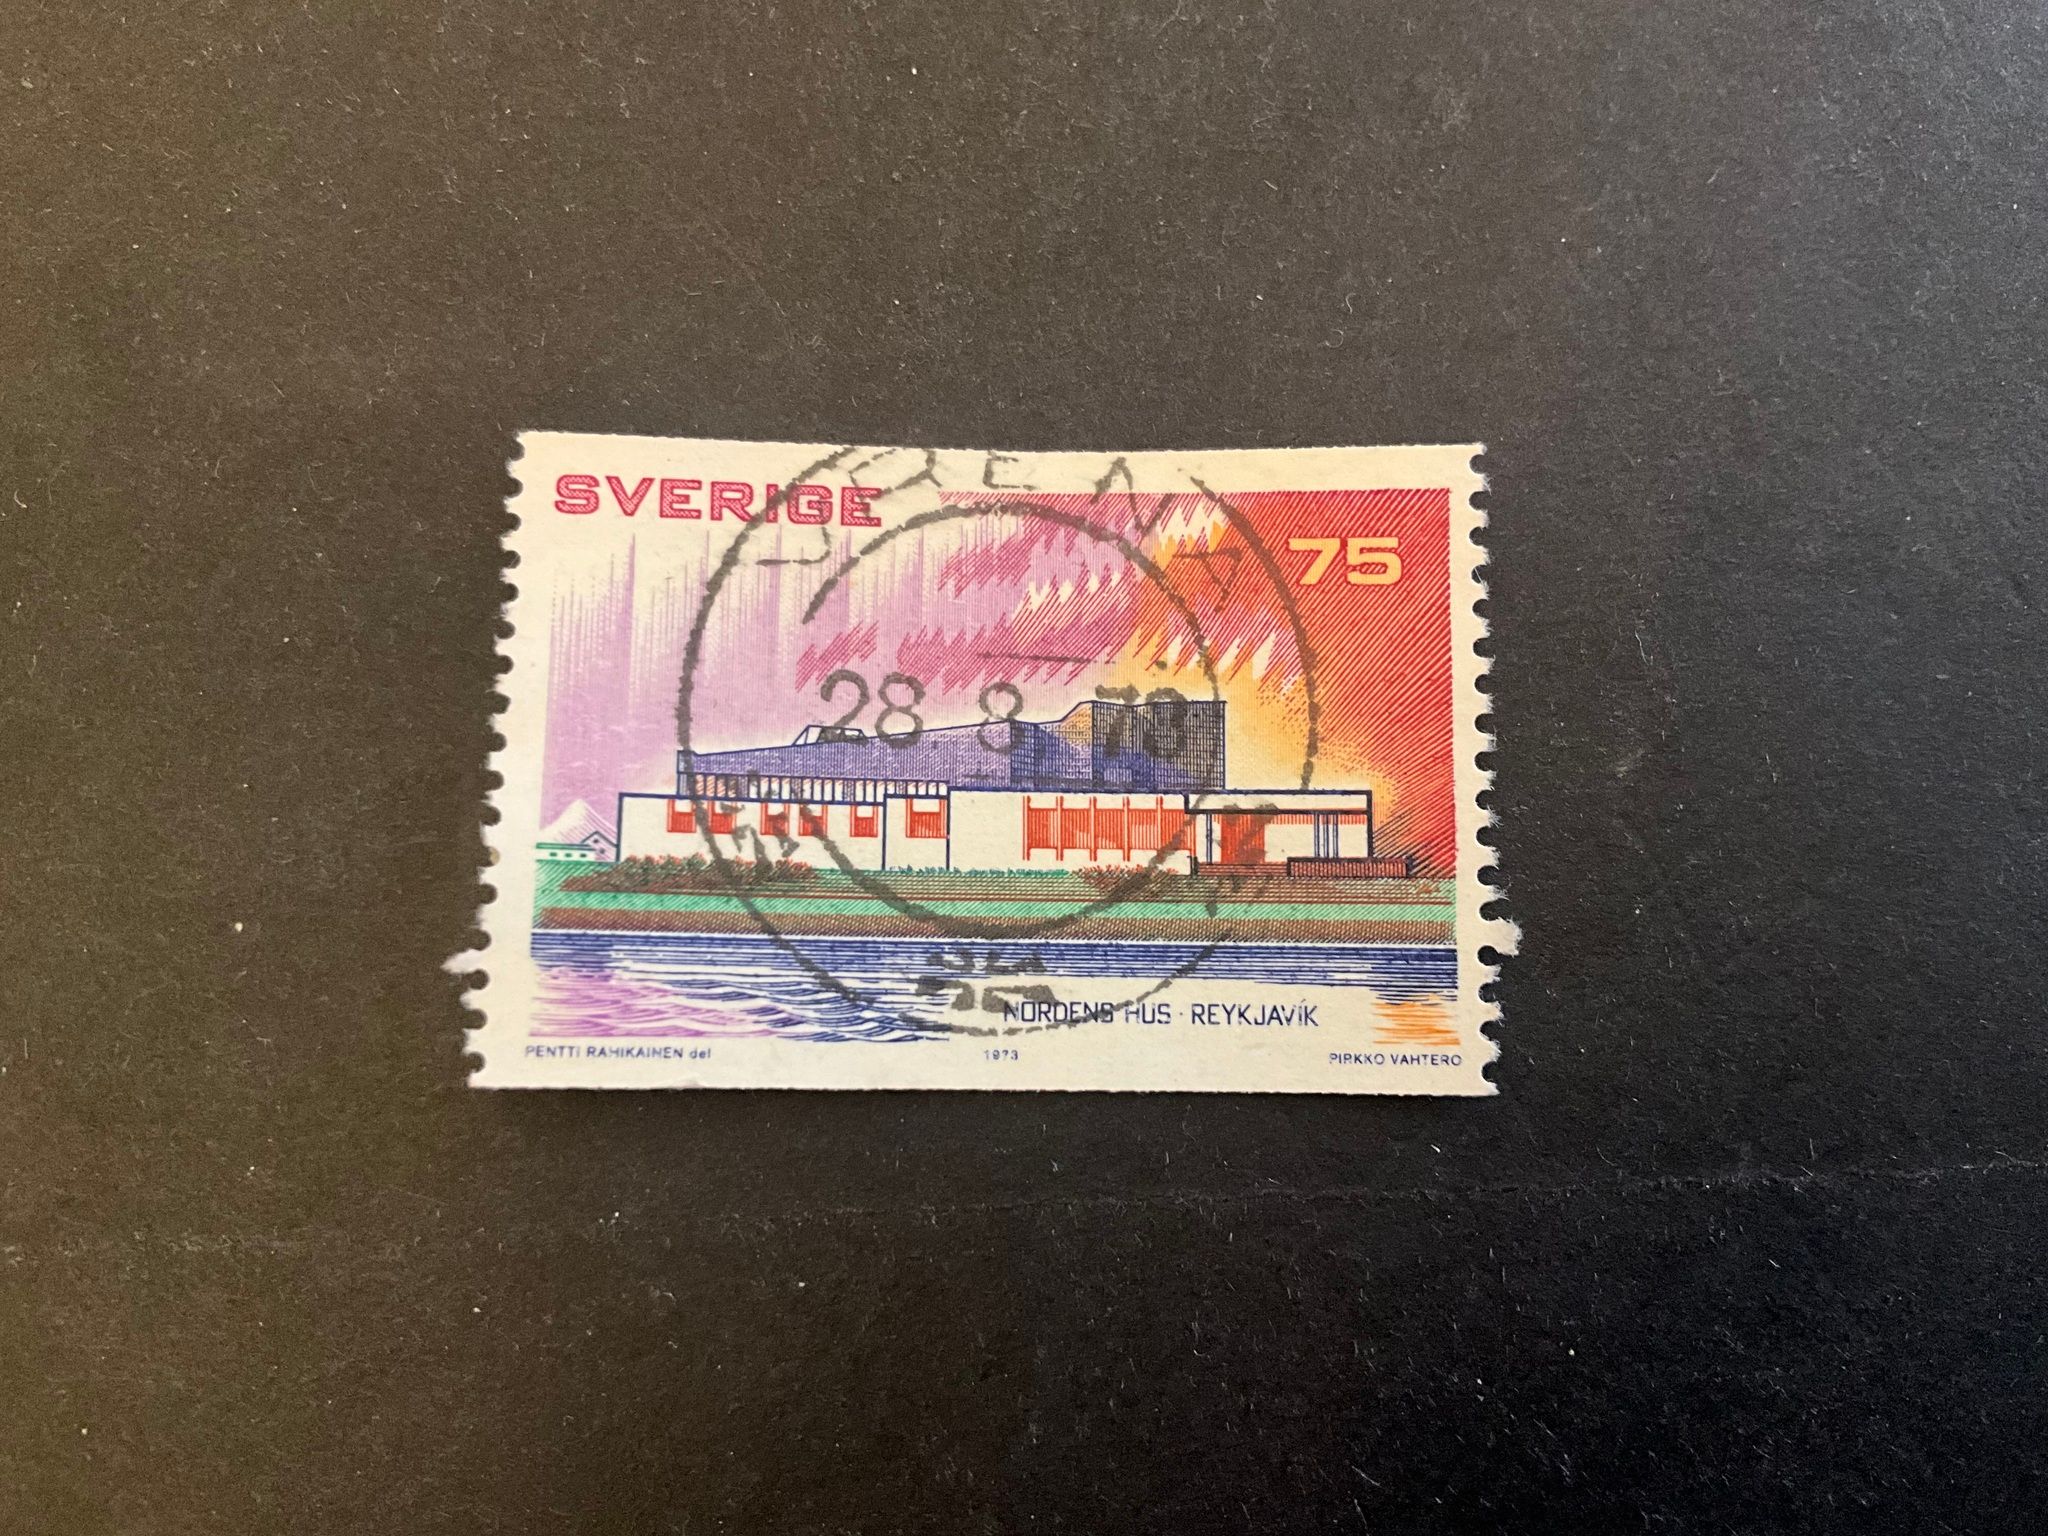 SVERIGE
75
28 8 78
NORDENS HUS · REYKJAVÍK
PENTTI RAHIKAINEN del
1973
PIRKKO VAHTERO